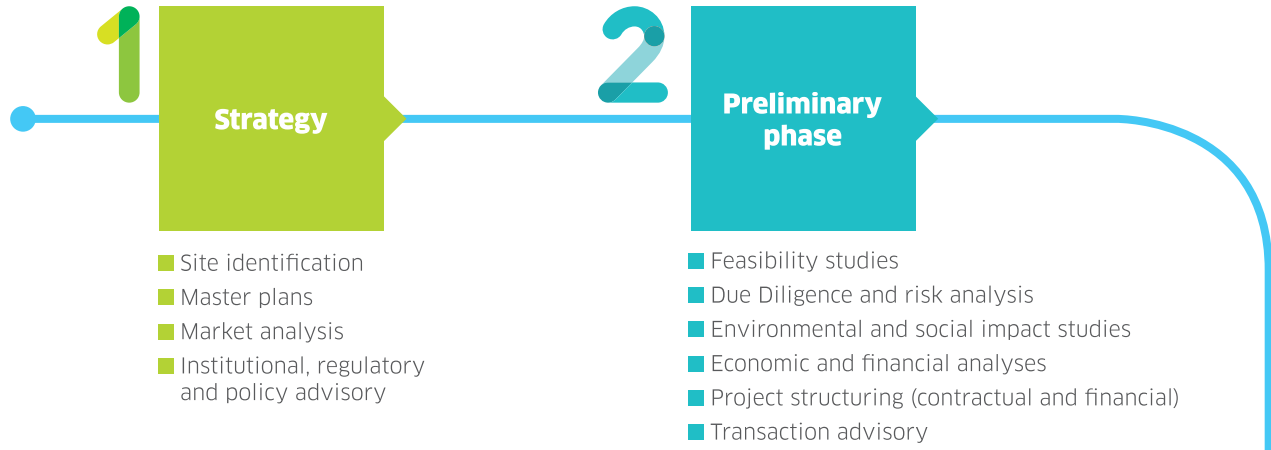 1
Strategy
Site identification
Master plans
Market analysis
Institutional, regulatory
and policy advisory
2
Preliminary
phase
Feasibility studies
Due Diligence and risk analysis
Environmental and social impact studies
Economic and financial analyses
Project structuring (contractual and financial)
Transaction advisory